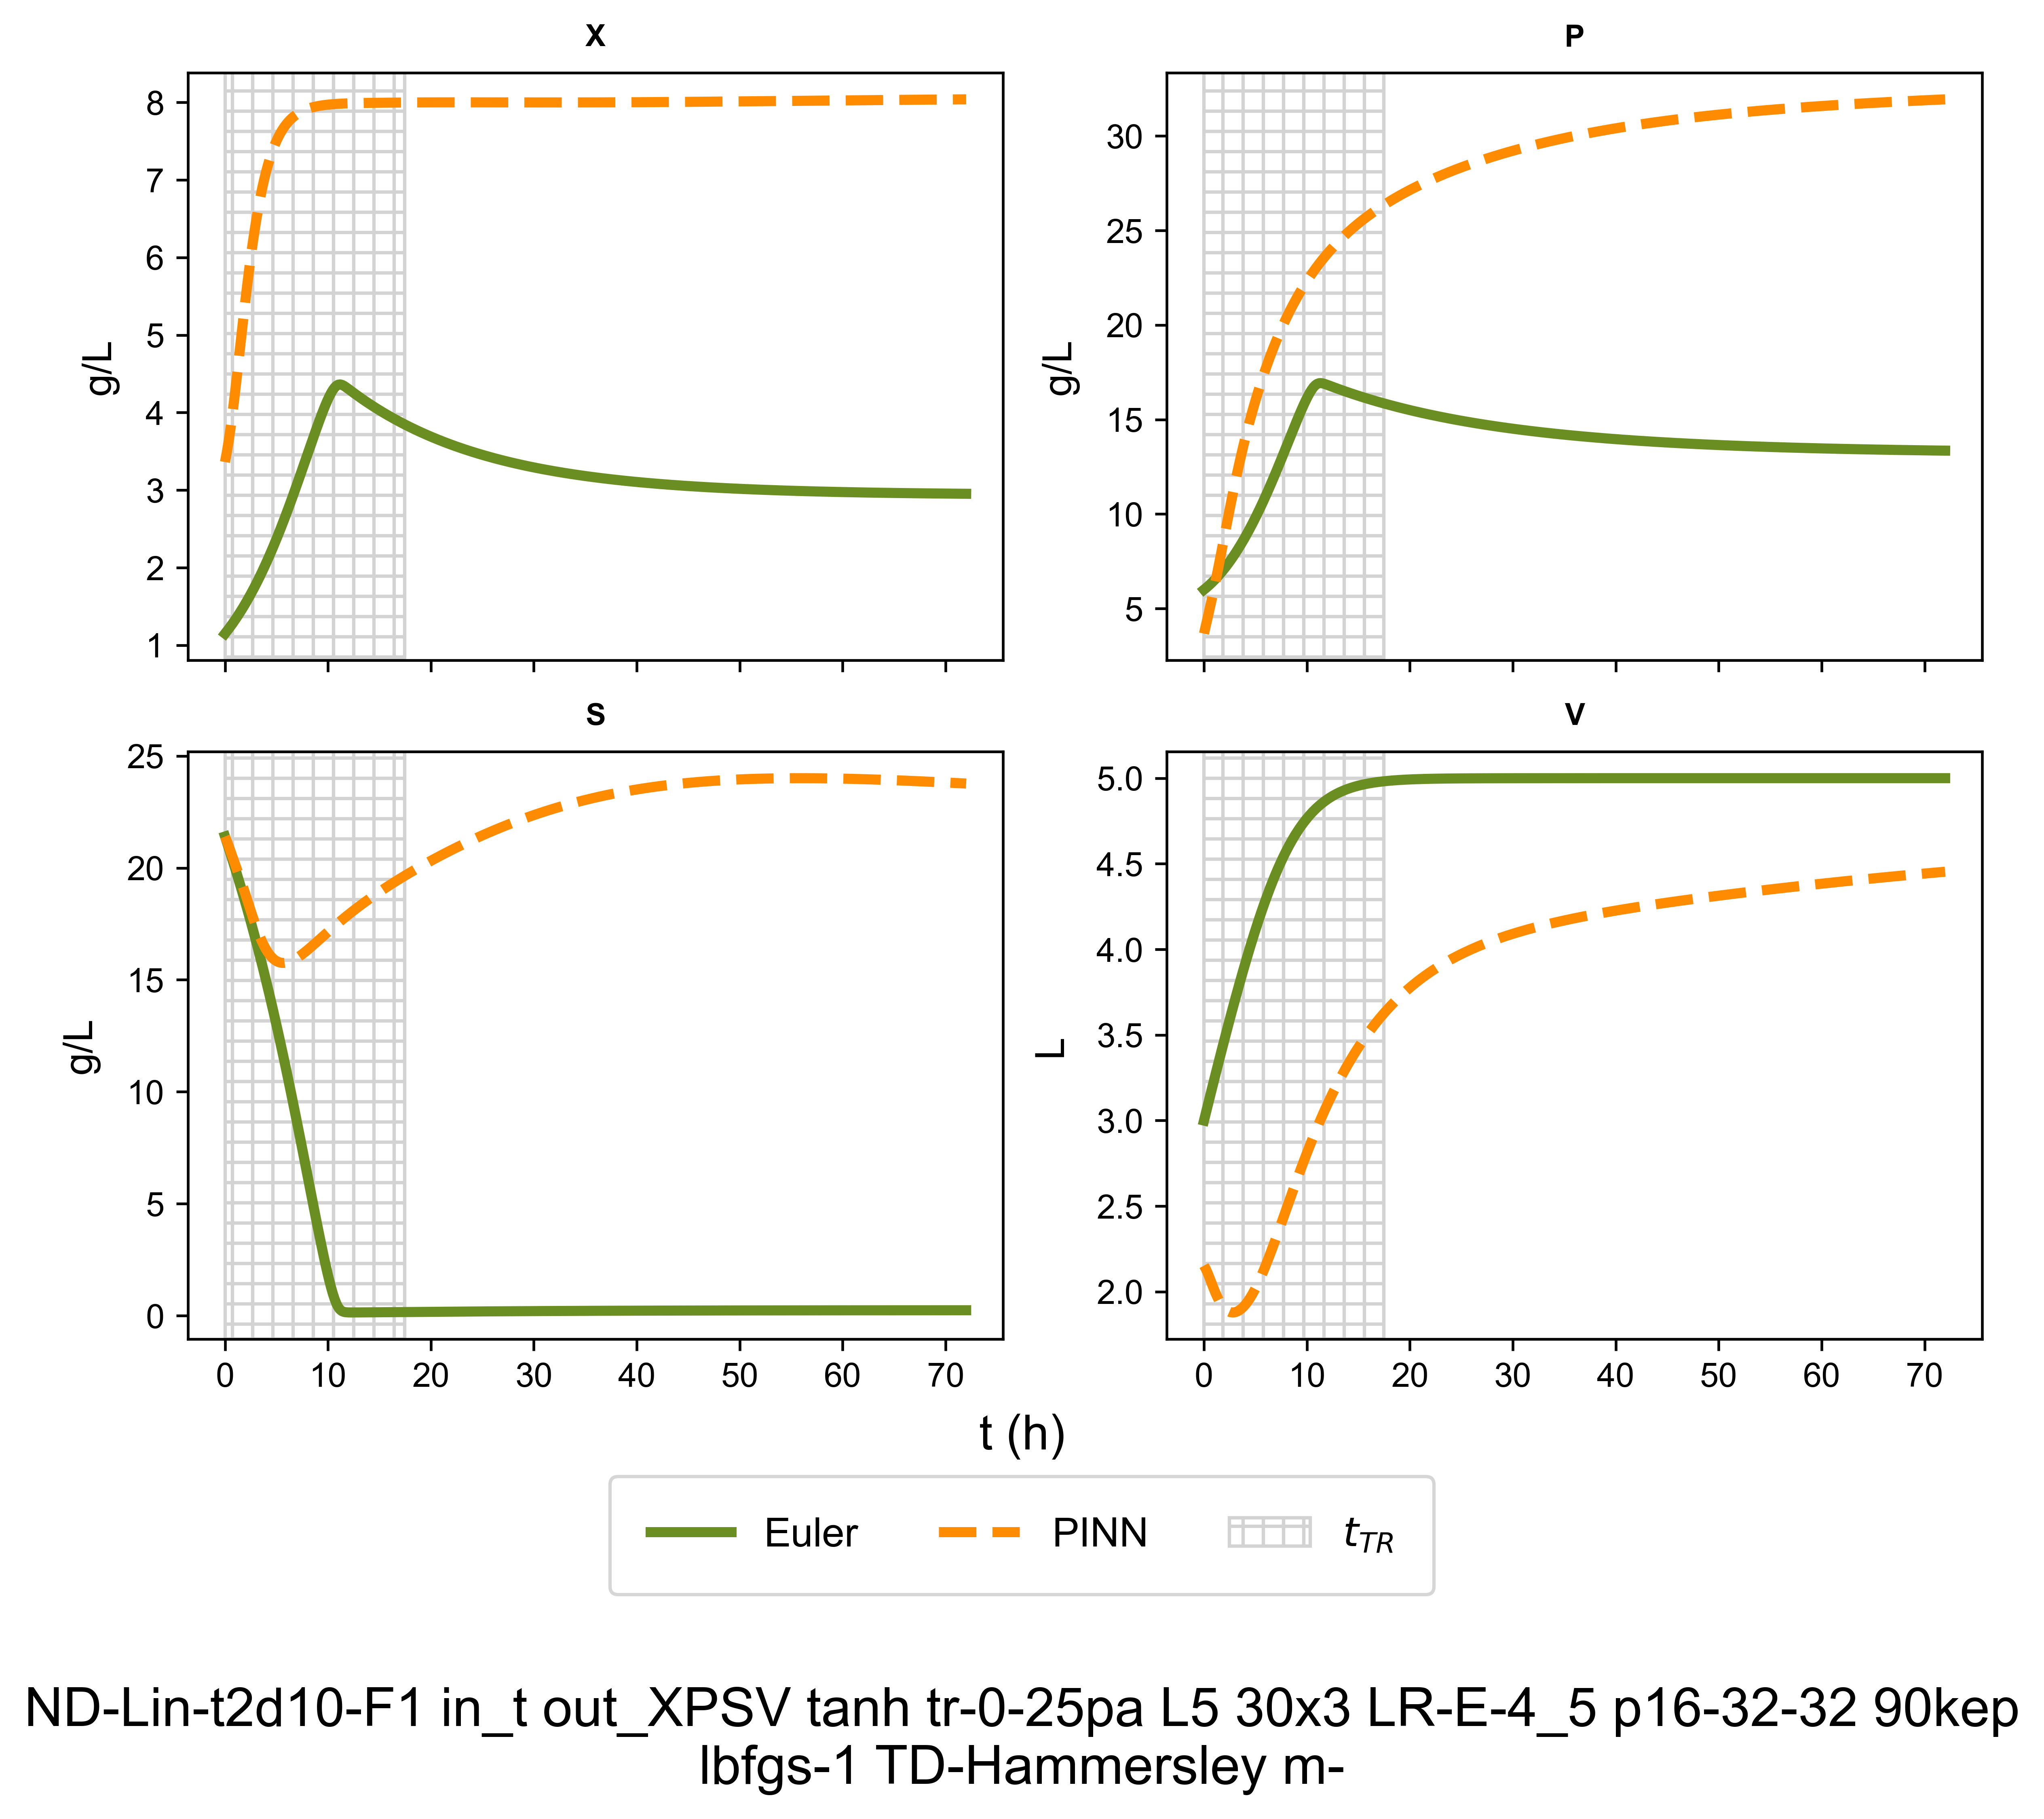 X
8
7
6
5
4
3
2
1
g/L
P
30
25
20
15
10
5
g/L
S
25
20
15
10
5
0
g/L
0 10 20 30 40 50 60 70
V
5.0
4.5
4.0
3.5
3.0
2.5
2.0
L
0 10 20 30 40 50 60 70
t (h)
Euler PINN t_TR
ND-Lin-t2d10-F1 in_t out_XPSV tanh tr-0-25pa L5 30x3 LR-E-4_5 p16-32-32 90kep
lbfgs-1 TD-Hammersley m-